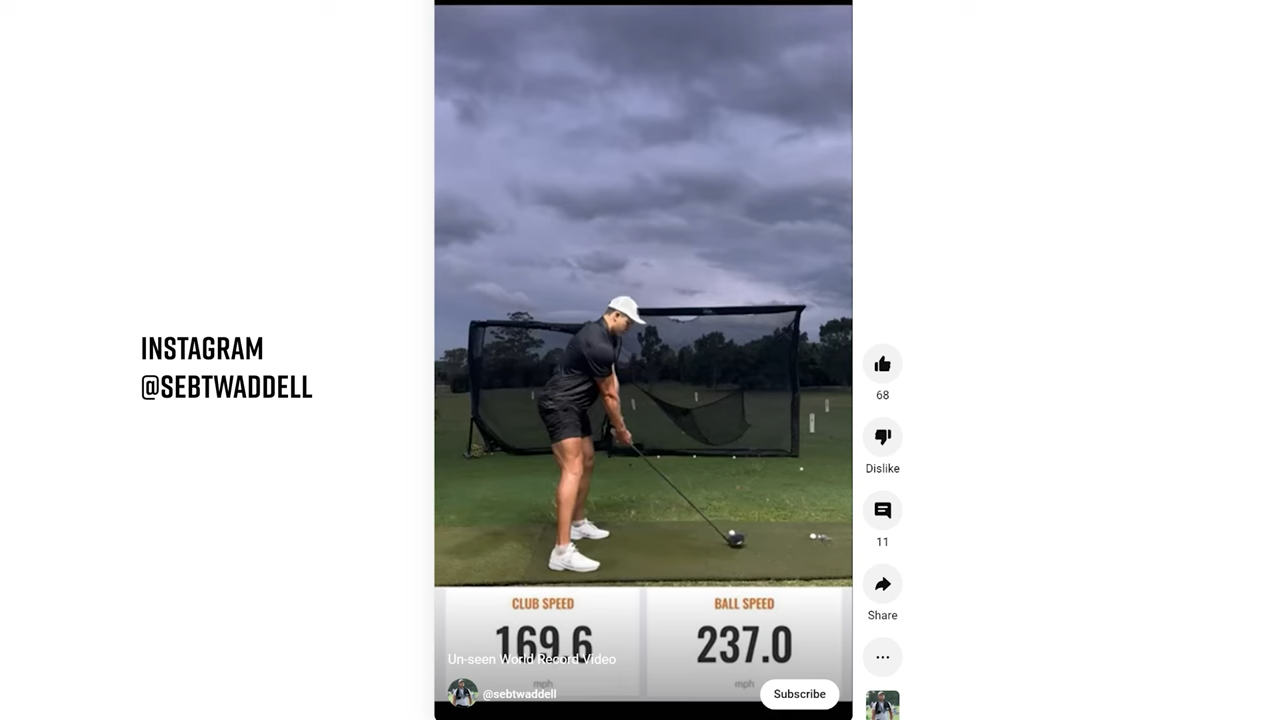 INSTAGRAM
@SEBTWADDELL
CLUB SPEED
169.6
mph
BALL SPEED
237.0
mph
Un-seen World Record Video
@sebtwaddell
Subscribe
68
Dislike
11
Share